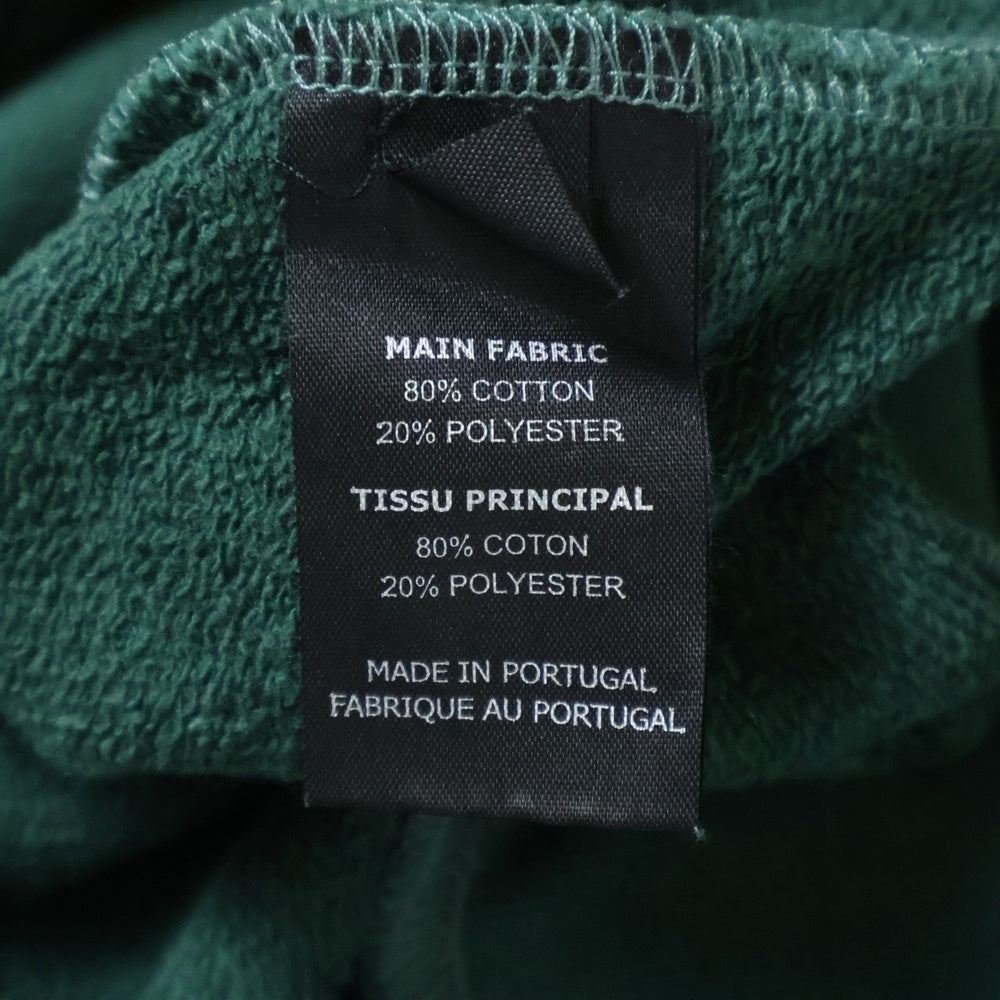 MAIN FABRIC
80% COTTON
20% POLYESTER
TISSU PRINCIPAL
80% COTON
20% POLYESTER
MADE IN PORTUGAL
FABRIQUE AU PORTUGAL